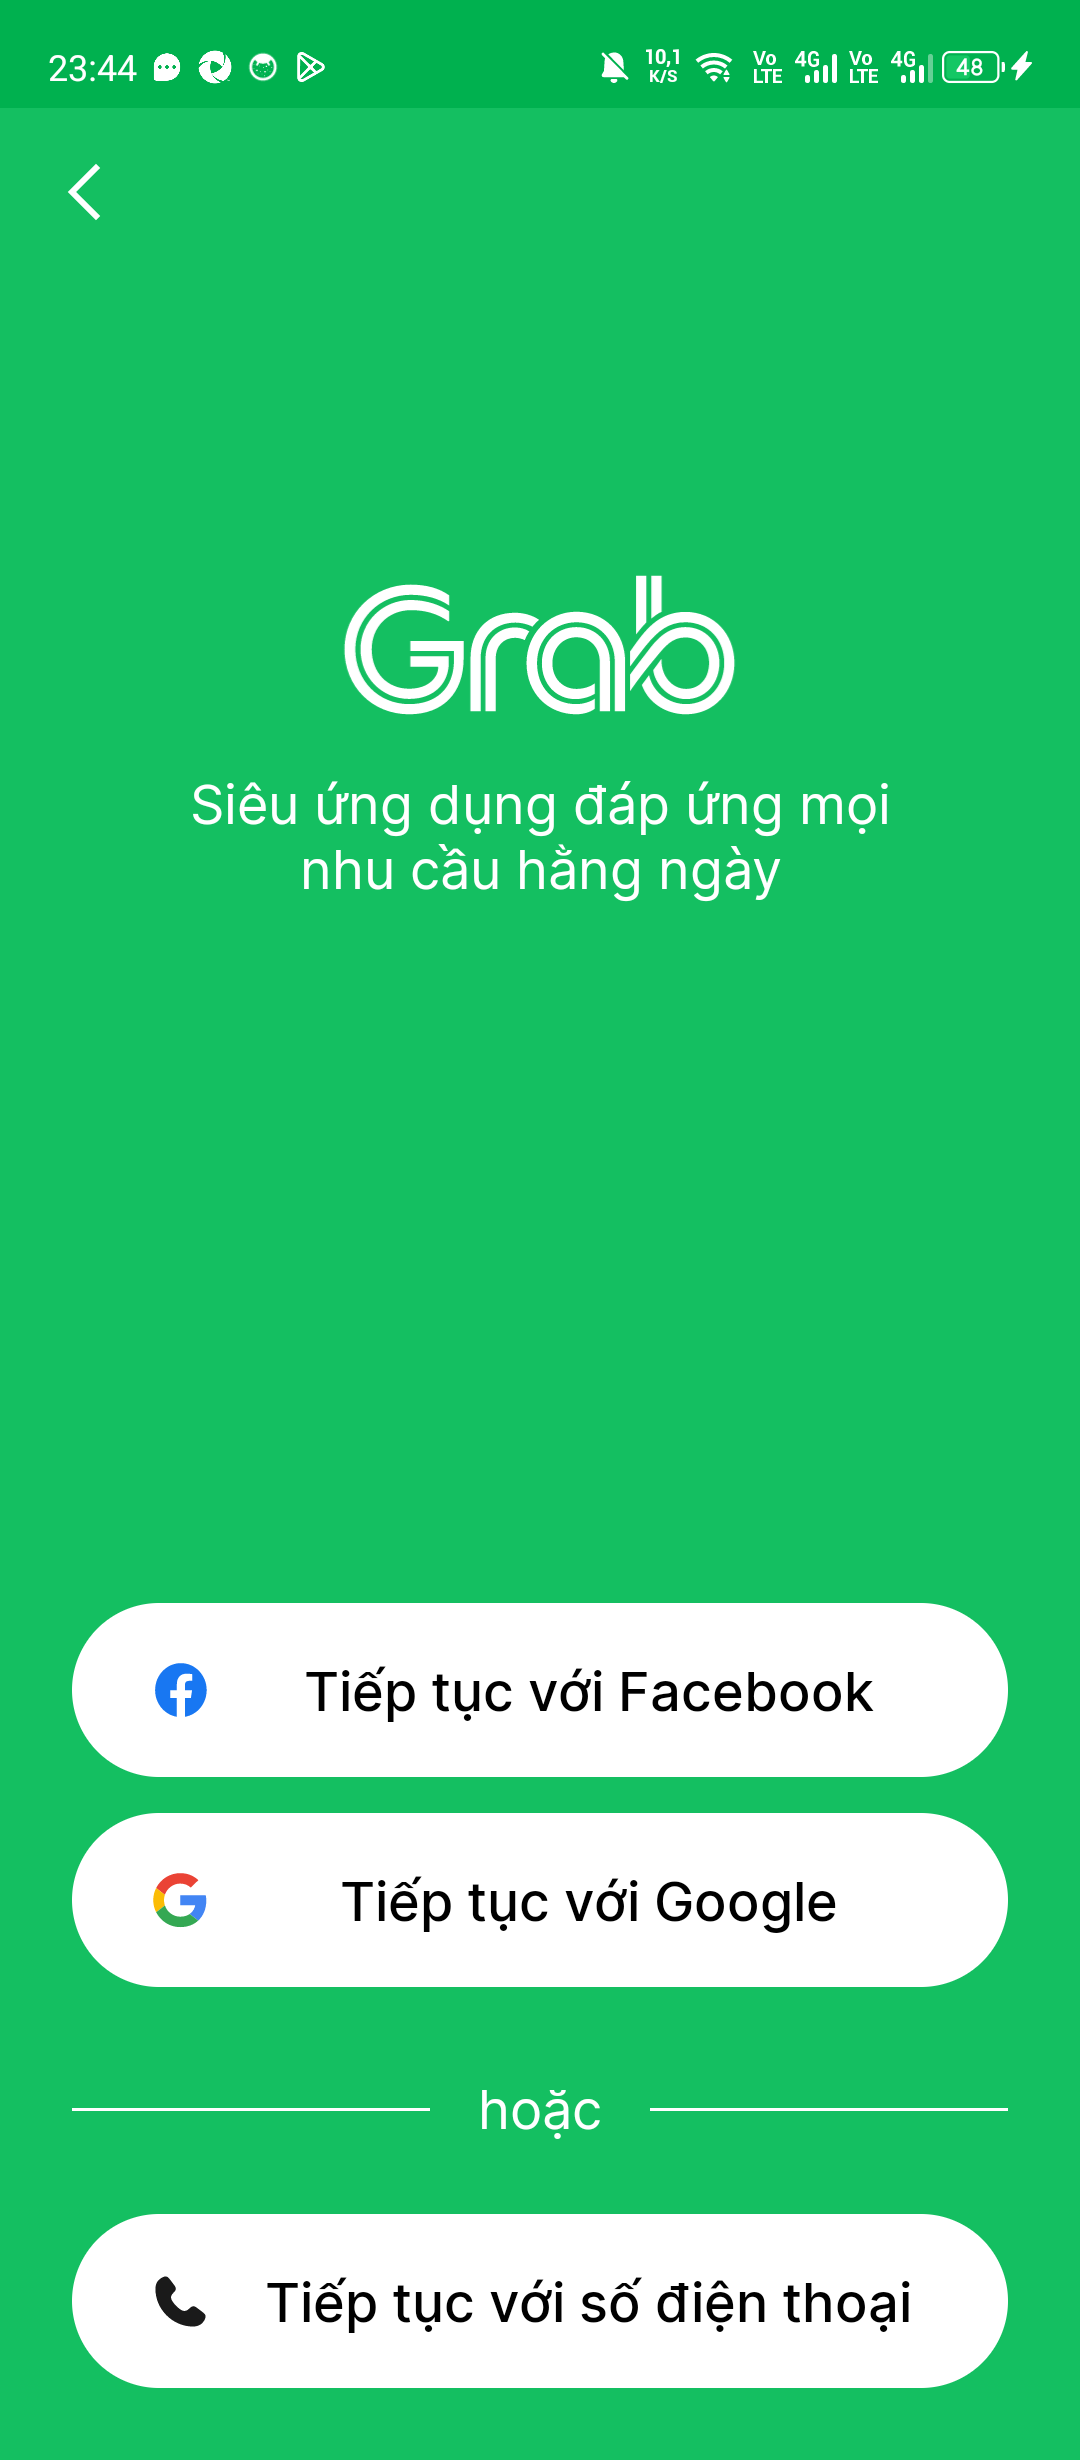 23:44 10,1 K/S Vo LTE 4G Vo LTE 4G 48
Grab
Siêu ứng dụng đáp ứng mọi
nhu cầu hằng ngày
Tiếp tục với Facebook
Tiếp tục với Google
hoặc
Tiếp tục với số điện thoại